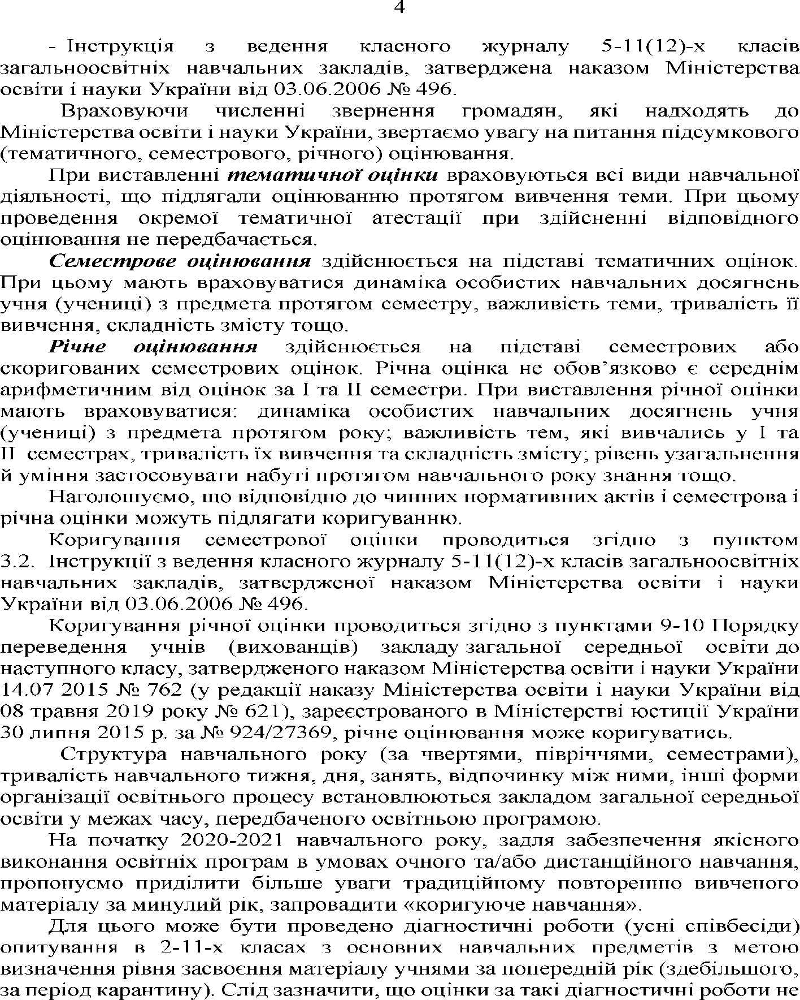 4
- Інструкція з ведення класного журналу 5-11(12)-х класів
загальноосвітніх навчальних закладів, затверджена наказом Міністерства
освіти і науки України від 03.06.2006 № 496.
Враховуючи численні звернення громадян, які надходять до
Міністерства освіти і науки України, звертаємо увагу на питання підсумкового
(тематичного, семестрового, річного) оцінювання.
При виставленні тематичної оцінки враховуються всі види навчальної
діяльності, що підлягали оцінюванню протягом вивчення теми. При цьому
проведення окремої тематичної атестації при здійсненні відповідного
оцінювання не передбачається.
Семестрове оцінювання здійснюється на підставі тематичних оцінок.
При цьому мають враховуватися динаміка особистих навчальних досягнень
учня (учениці) з предмета протягом семестру, важливість теми, тривалість її
вивчення, складність змісту тощо.
Річне оцінювання здійснюється на підставі семестрових або
скоригованих семестрових оцінок. Річна оцінка не обов’язково є середнім
арифметичним від оцінок за І та ІІ семестри. При виставлення річної оцінки
мають враховуватися: динаміка особистих навчальних досягнень учня
(учениці) з предмета протягом року; важливість тем, які вивчались у І та
ІІ семестрах, тривалість їх вивчення та складність змісту; рівень узагальнення
й уміння застосовувати набуті протягом навчального року знання тощо.
Наголошуємо, що відповідно до чинних нормативних актів і семестрова і
річна оцінки можуть підлягати коригуванню.
Коригування семестрової оцінки проводиться згідно з пунктом
3.2. Інструкції з ведення класного журналу 5-11(12)-х класів загальноосвітніх
навчальних закладів, затвердженої наказом Міністерства освіти і науки
України від 03.06.2006 № 496.
Коригування річної оцінки проводиться згідно з пунктами 9-10 Порядку
переведення учнів (вихованців) закладу загальної середньої освіти до
наступного класу, затвердженого наказом Міністерства освіти і науки України
14.07 2015 № 762 (у редакції наказу Міністерства освіти і науки України від
08 травня 2019 року № 621), зареєстрованого в Міністерстві юстиції України
30 липня 2015 р. за № 924/27369, річне оцінювання може коригуватись.
Структура навчального року (за чвертями, півріччями, семестрами),
тривалість навчального тижня, дня, занять, відпочинку між ними, інші форми
організації освітнього процесу встановлюються закладом загальної середньої
освіти у межах часу, передбаченого освітньою програмою.
На початку 2020-2021 навчального року, задля забезпечення якісного
виконання освітніх програм в умовах очного та/або дистанційного навчання,
пропонуємо приділити більше уваги традиційному повторенню вивченого
матеріалу за минулий рік, запровадити «коригуюче навчання».
Для цього може бути проведено діагностичні роботи (усні співбесіди)
опитування в 2-11-х класах з основних навчальних предметів з метою
визначення рівня засвоєння матеріалу учнями за попередній рік (здебільшого,
за період карантину). Слід зазначити, що оцінки за такі діагностичні роботи не